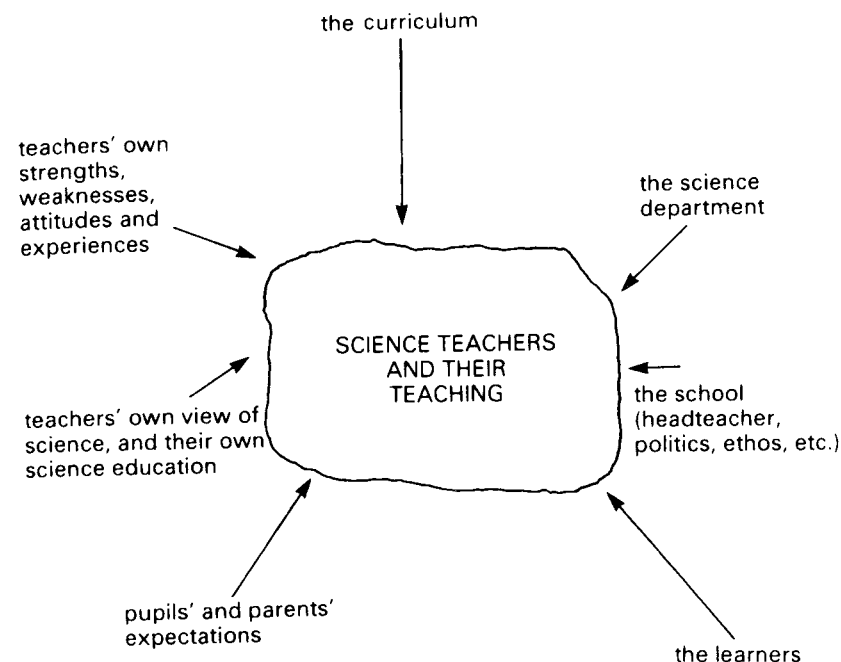 the curriculum
teachers' own
strengths,
weaknesses,
attitudes and
experiences
the science
department
SCIENCE TEACHERS
AND THEIR
TEACHING
the school
(headteacher,
politics, ethos, etc.)
teachers' own view of
science, and their own
science education
pupils' and parents'
expectations
the learners